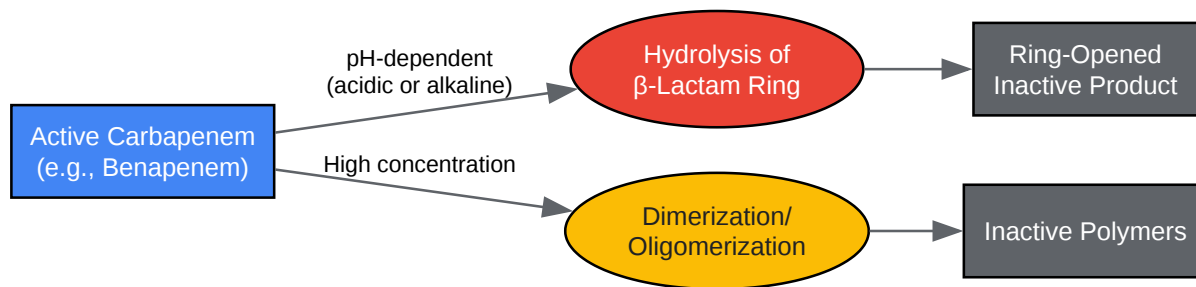 Active Carbapenem
(e.g., Benapenem)
pH-dependent
(acidic or alkaline)
High concentration
Hydrolysis of
β-Lactam Ring
Dimerization/
Oligomerization
Ring-Opened
Inactive Product
Inactive Polymers